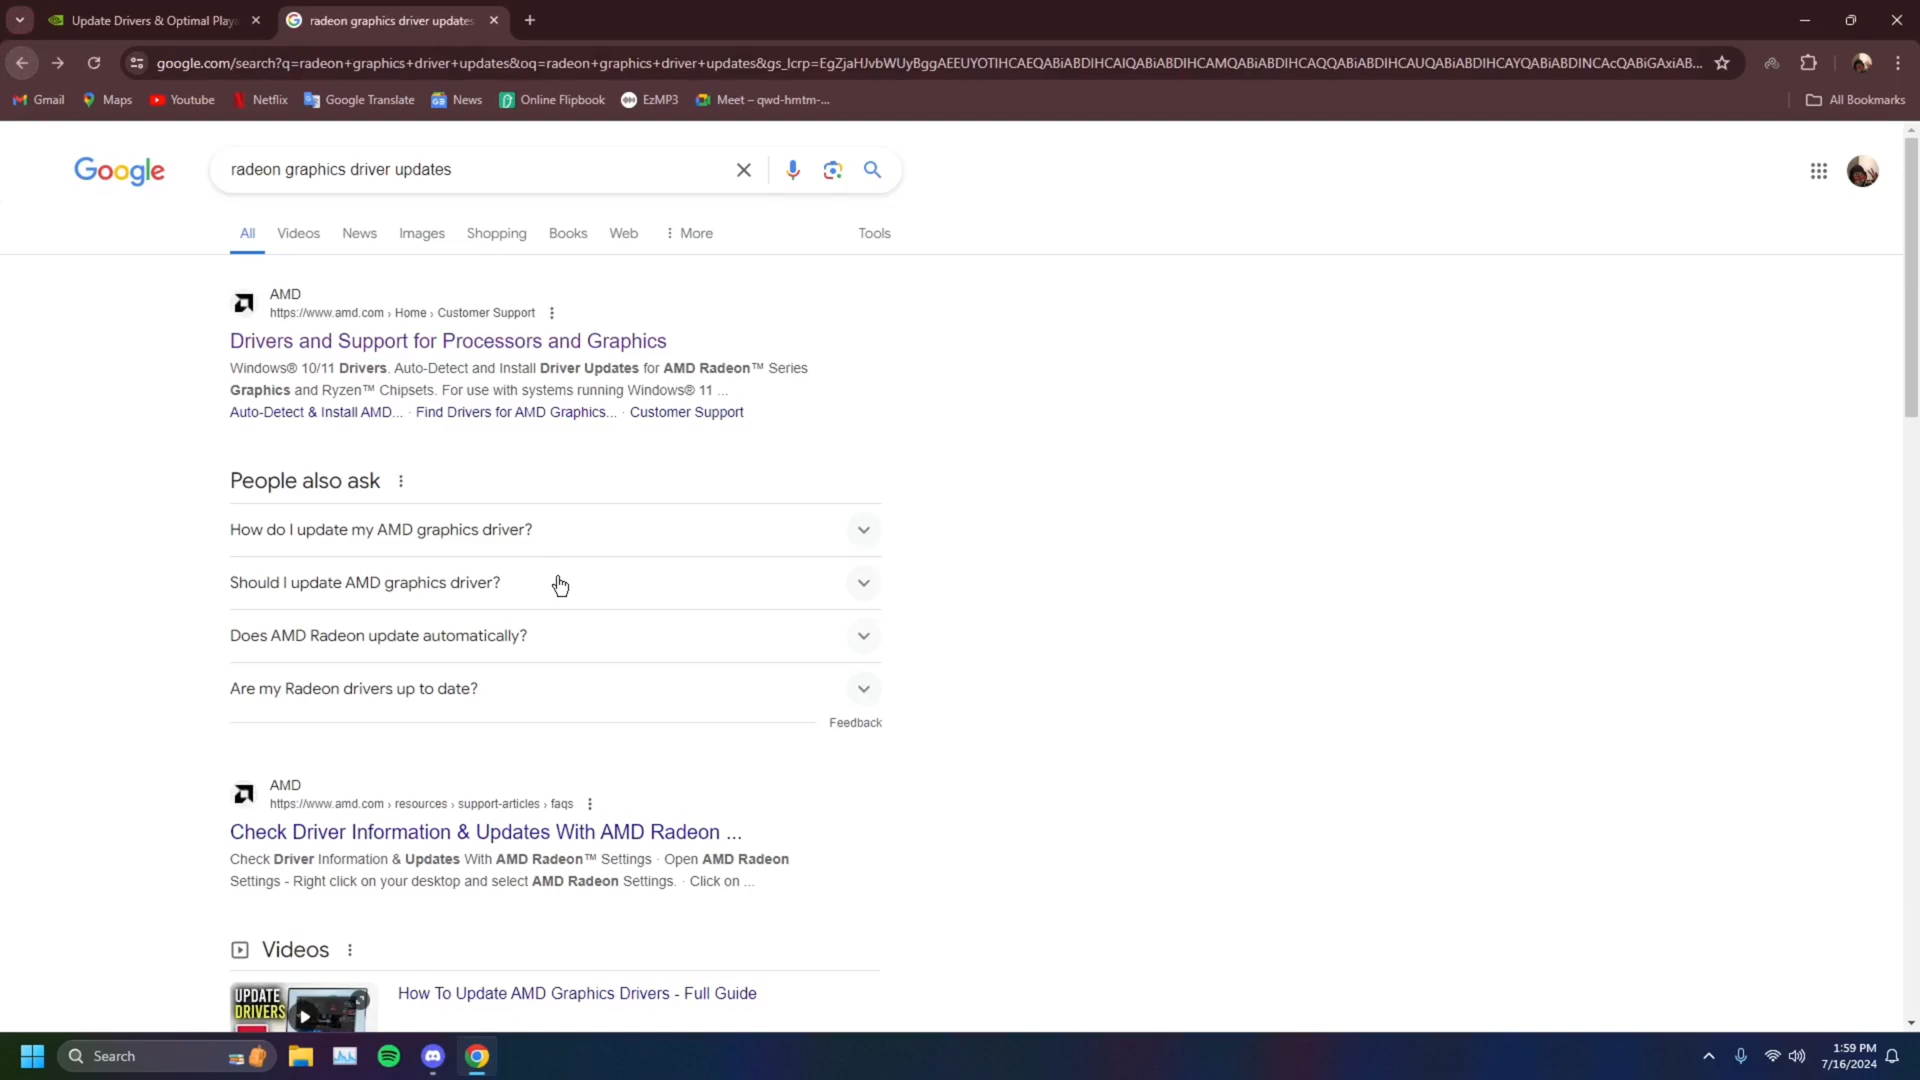 Update Drivers & Optimal Play
radeon graphics driver updates
google.com/search?q=radeon+graphics+driver+updates&oq=radeon+graphics+driver+updates&gs_lcrp=EgZjaHJvbWUyBggAEEUYOTIHCAEQABiABDIHCAIQABiABDIHCAMQABiABDIHCAQQABiABDIHCAUQABiABDIHCAYQABiABDINCAcQABiGAxiAB...
Gmail
Maps
Youtube
Netflix
Google Translate
News
Online Flipbook
EzMP3
Meet – qwd-hmtm-...
All Bookmarks
Google
radeon graphics driver updates
All
Videos
News
Images
Shopping
Books
Web
More
Tools
AMD
https://www.amd.com › Home › Customer Support
Drivers and Support for Processors and Graphics
Windows® 10/11 Drivers. Auto-Detect and Install Driver Updates for AMD Radeon™ Series
Graphics and Ryzen™ Chipsets. For use with systems running Windows® 11 ...
Auto-Detect & Install AMD... · Find Drivers for AMD Graphics... · Customer Support
People also ask
How do I update my AMD graphics driver?
Should I update AMD graphics driver?
Does AMD Radeon update automatically?
Are my Radeon drivers up to date?
Feedback
AMD
https://www.amd.com › resources › support-articles › faqs
Check Driver Information & Updates With AMD Radeon ...
Check Driver Information & Updates With AMD Radeon™ Settings · Open AMD Radeon
Settings - Right click on your desktop and select AMD Radeon Settings. · Click on ...
Videos
UPDATE
DRIVERS
How To Update AMD Graphics Drivers - Full Guide
Search
1:59 PM
7/16/2024